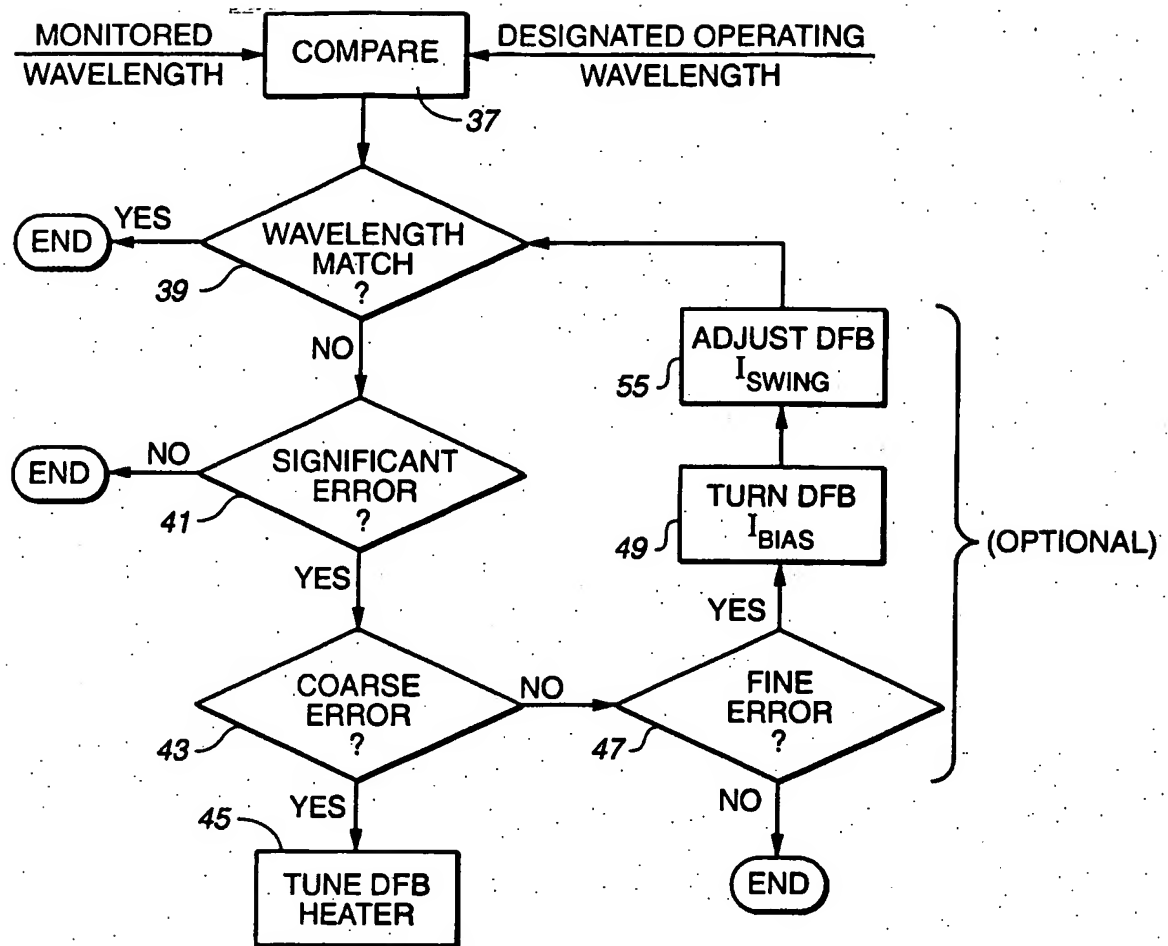 MONITORED
WAVELENGTH
COMPARE
DESIGNATED OPERATING
WAVELENGTH
37
YES
END
WAVELENGTH
MATCH
?
39
NO
ADJUST DFB
I SWING
55
NO
END
SIGNIFICANT
ERROR
?
41
TURN DFB
I BIAS
49
(OPTIONAL)
YES
YES
COARSE
ERROR
?
43
NO
FINE
ERROR
?
47
YES
NO
45
TUNE DFB
HEATER
END